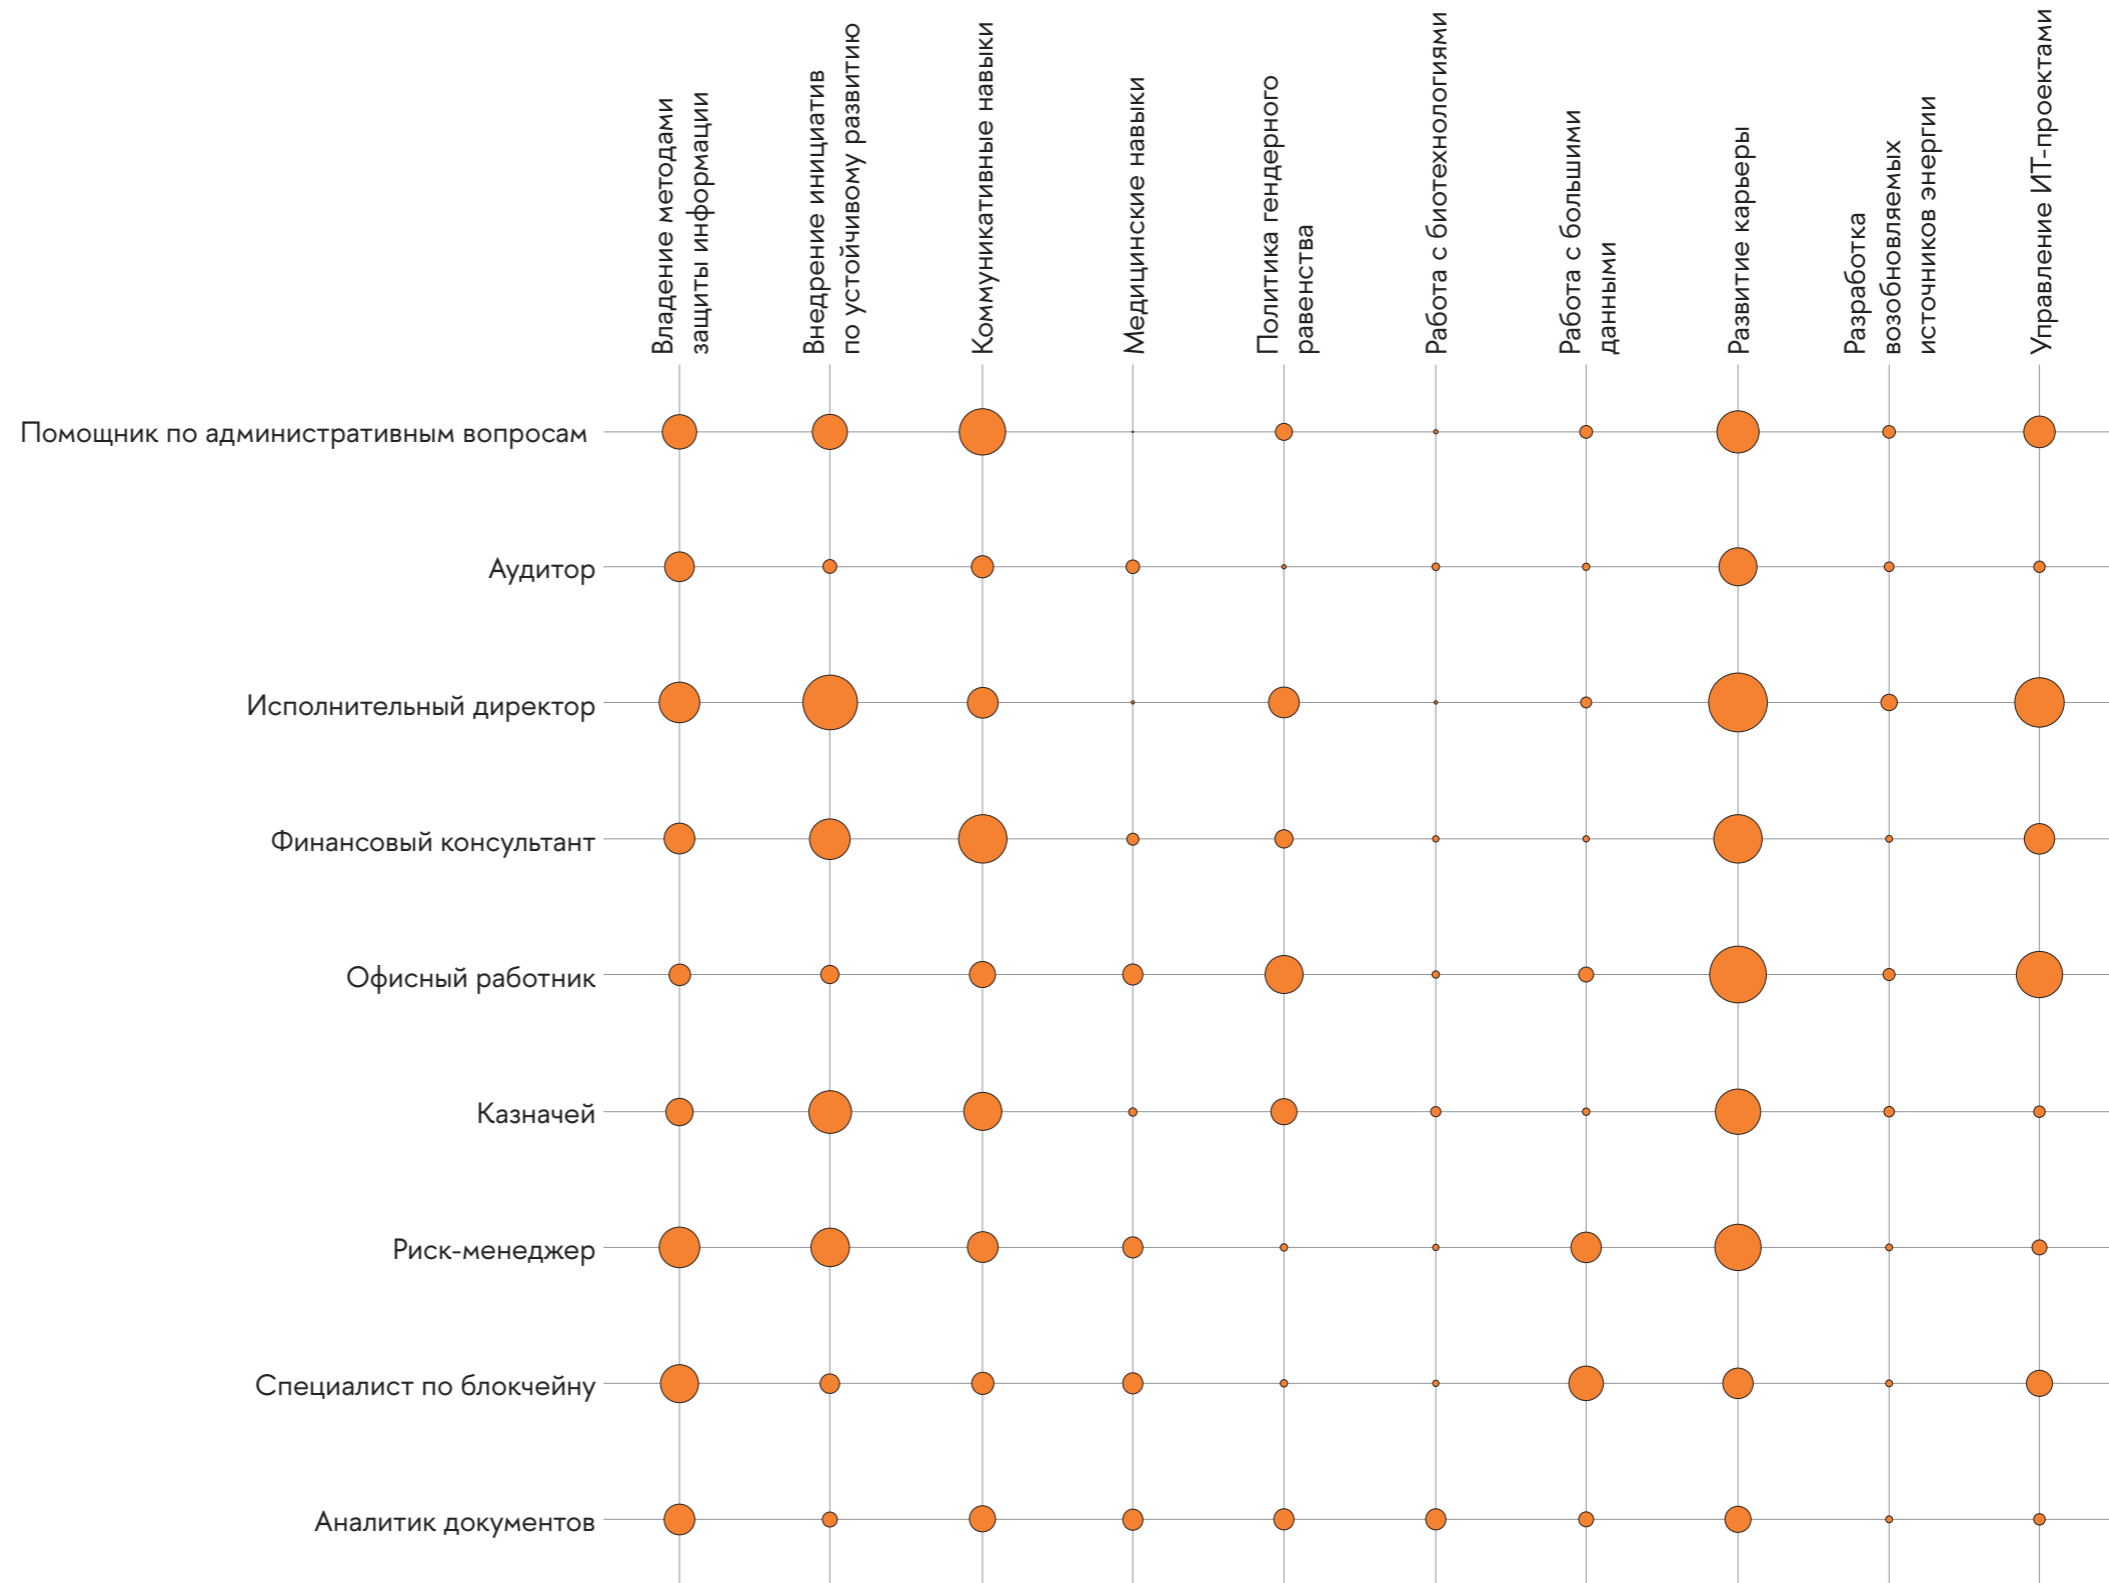 Владение методами
защиты информации
Внедрение инициатив
по устойчивому развитию
Коммуникативные навыки
Медицинские навыки
Политика гендерного
равенства
Работа с биотехнологиями
Работа с большими
данными
Развитие карьеры
Разработка
возобновляемых
источников энергии
Управление ИТ-проектами
Помощник по административным вопросам
Аудитор
Исполнительный директор
Финансовый консультант
Офисный работник
Казначей
Риск-менеджер
Специалист по блокчейну
Аналитик документов